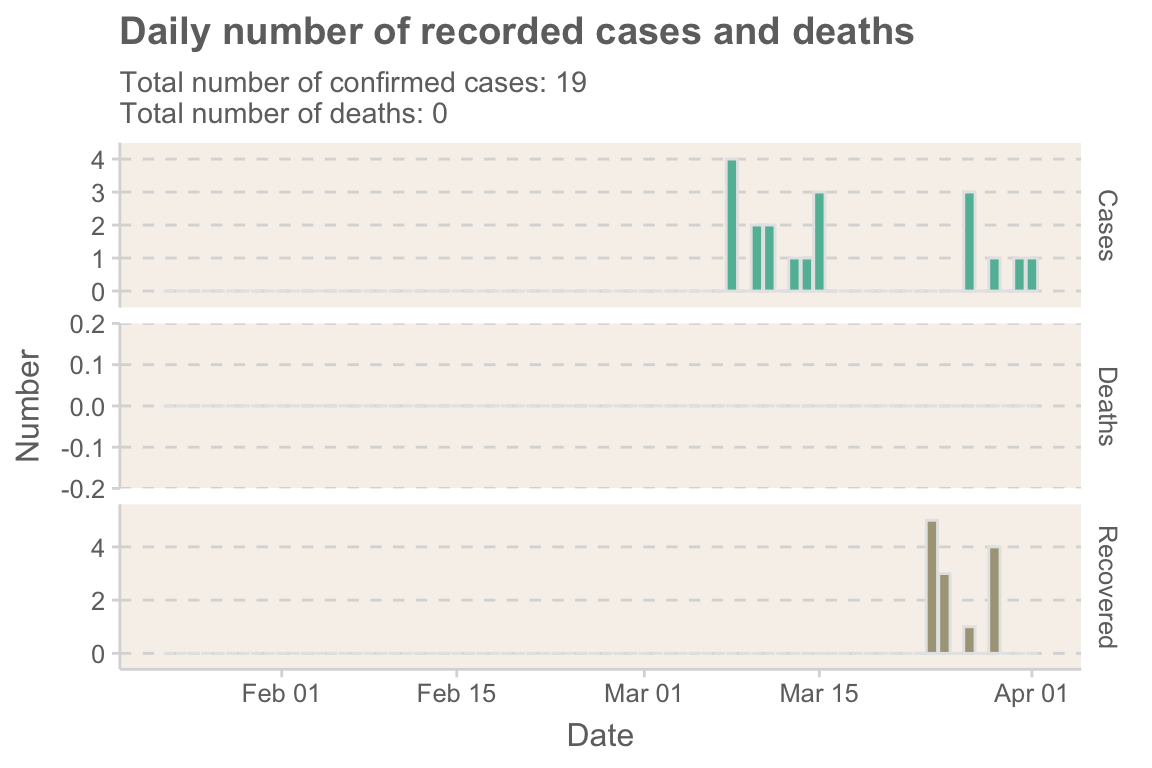 Daily number of recorded cases and deaths
Total number of confirmed cases: 19
Total number of deaths: 0
4
3
2
1
0
Cases
0.2
0.1
0.0
-0.1
-0.2
Deaths
Number
4
2
0
Recovered
Feb 01 Feb 15 Mar 01 Mar 15 Apr 01
Date